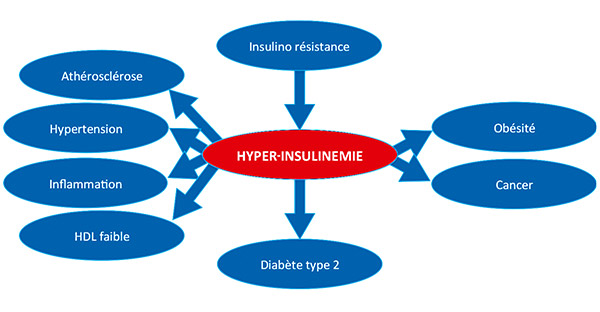 Insulino résistance
Athérosclérose
Hypertension
Inflammation
HDL faible
HYPER-INSULINEMIE
Obésité
Cancer
Diabète type 2